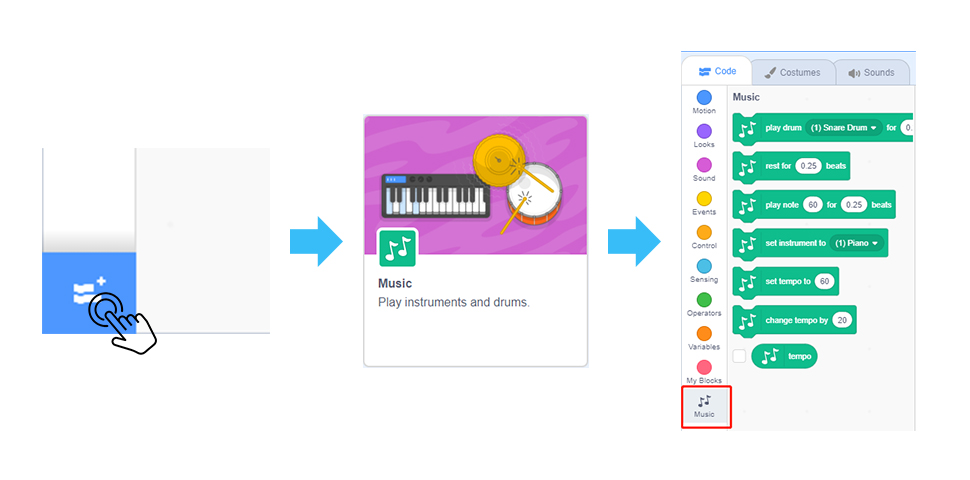 Music
Play instruments and drums.
Code
Costumes
Sounds
Motion
Looks
Sound
Events
Control
Sensing
Operators
Variables
My Blocks
Music
Music
play drum (1) Snare Drum for 0.
rest for 0.25 beats
play note 60 for 0.25 beats
set instrument to (1) Piano
set tempo to 60
change tempo by 20
tempo